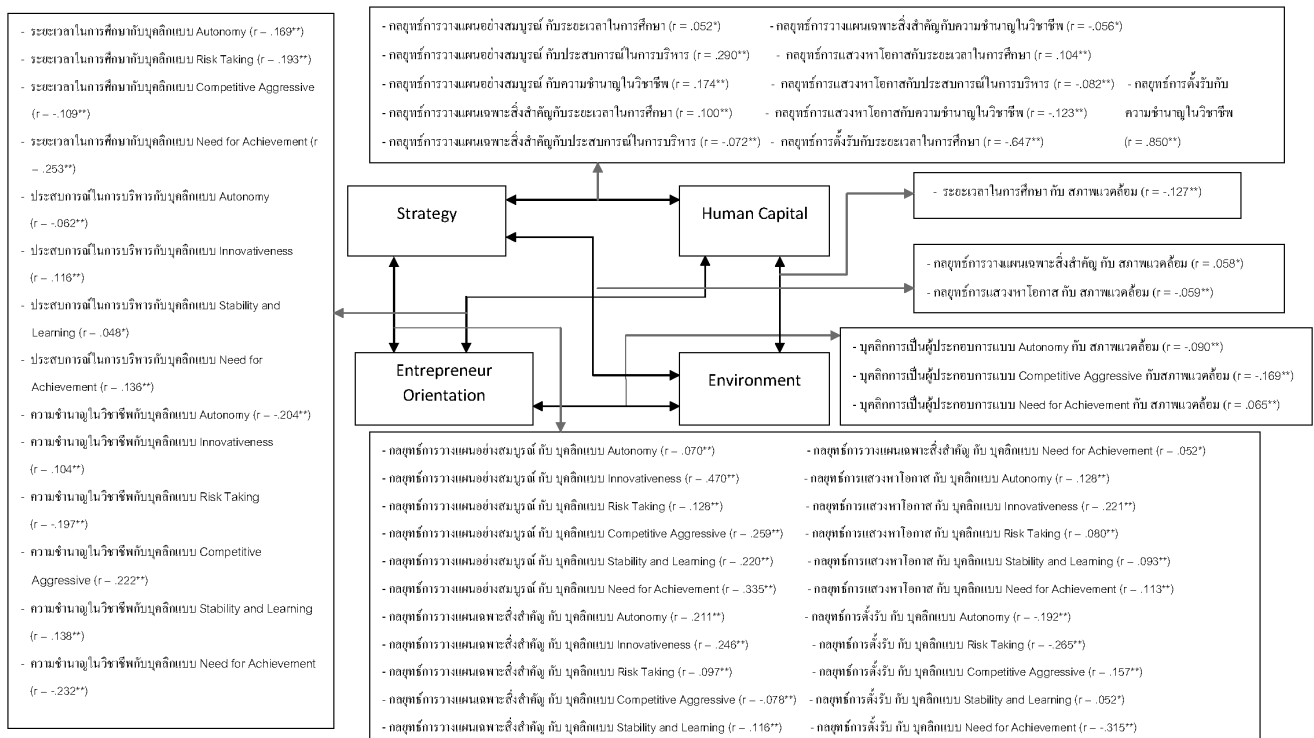 - ระยะเวลาในการศึกษากับบุคลิกแบบ Autonomy (r – .169**)
- ระยะเวลาในการศึกษากับบุคลิกแบบ Risk Taking (r – .193**)
- ระยะเวลาในการศึกษากับบุคลิกแบบ Competitive Aggressive
(r – -.109**)
- ระยะเวลาในการศึกษากับบุคลิกแบบ Need for Achievement (r
– .253**)
- ประสบการณ์ในการบริหารกับบุคลิกแบบ Autonomy
(r – -.062**)
- ประสบการณ์ในการบริหารกับบุคลิกแบบ Innovativeness
(r – .116**)
- ประสบการณ์ในการบริหารกับบุคลิกแบบ Stability and
Learning (r – .048*)
- ประสบการณ์ในการบริหารกับบุคลิกแบบ Need for
Achievement (r – .136**)
- ความชำนาญในวิชาชีพกับบุคลิกแบบ Autonomy (r – -.204**)
- ความชำนาญในวิชาชีพกับบุคลิกแบบ Innovativeness
(r – .104**)
- ความชำนาญในวิชาชีพกับบุคลิกแบบ Risk Taking
(r – -.197**)
- ความชำนาญในวิชาชีพกับบุคลิกแบบ Competitive
Aggressive (r – .222**)
- ความชำนาญในวิชาชีพกับบุคลิกแบบ Stability and Learning
(r – .138**)
- ความชำนาญในวิชาชีพกับบุคลิกแบบ Need for Achievement
(r – -.232**)
- กลยุทธ์การวางแผนอย่างสมบูรณ์ กับระยะเวลาในการศึกษา (r = .052*)
- กลยุทธ์การวางแผนอย่างสมบูรณ์ กับประสบการณ์ในการบริหาร (r = .290**)
- กลยุทธ์การวางแผนอย่างสมบูรณ์ กับความชำนาญในวิชาชีพ (r = .174**)
- กลยุทธ์การวางแผนเฉพาะสิ่งสำคัญกับระยะเวลาในการศึกษา (r = .100**)
- กลยุทธ์การวางแผนเฉพาะสิ่งสำคัญกับประสบการณ์ในการบริหาร (r = -.072**)
- กลยุทธ์การวางแผนเฉพาะสิ่งสำคัญกับความชำนาญในวิชาชีพ (r = -.056*)
- กลยุทธ์การแสวงหาโอกาสกับระยะเวลาในการศึกษา (r = .104**)
- กลยุทธ์การแสวงหาโอกาสกับประสบการณ์ในการบริหาร (r = -.082**)
- กลยุทธ์การแสวงหาโอกาสกับความชำนาญในวิชาชีพ (r = -.123**)
- กลยุทธ์การตั้งรับกับระยะเวลาในการศึกษา (r = -.647**)
- กลยุทธ์การตั้งรับกับ
ความชำนาญในวิชาชีพ
(r = .850**)
Strategy
Human Capital
- ระยะเวลาในการศึกษา กับ สภาพแวดล้อม (r = -.127**)
- กลยุทธ์การวางแผนเฉพาะสิ่งสำคัญ กับ สภาพแวดล้อม (r = .058*)
- กลยุทธ์การแสวงหาโอกาส กับ สภาพแวดล้อม (r = -.059**)
Entrepreneur
Orientation
Environment
- บุคลิกการเป็นผู้ประกอบการแบบ Autonomy กับ สภาพแวดล้อม (r = -.090**)
- บุคลิกการเป็นผู้ประกอบการแบบ Competitive Aggressive กับสภาพแวดล้อม (r = -.169**)
- บุคลิกการเป็นผู้ประกอบการแบบ Need for Achievement กับ สภาพแวดล้อม (r = .065**)
- กลยุทธ์การวางแผนอย่างสมบูรณ์ กับ บุคลิกแบบ Autonomy (r – .070**)
- กลยุทธ์การวางแผนอย่างสมบูรณ์ กับ บุคลิกแบบ Innovativeness (r – .470**)
- กลยุทธ์การวางแผนอย่างสมบูรณ์ กับ บุคลิกแบบ Risk Taking (r – .128**)
- กลยุทธ์การวางแผนอย่างสมบูรณ์ กับ บุคลิกแบบ Competitive Aggressive (r – .259**)
- กลยุทธ์การวางแผนอย่างสมบูรณ์ กับ บุคลิกแบบ Stability and Learning (r – .220**)
- กลยุทธ์การวางแผนอย่างสมบูรณ์ กับ บุคลิกแบบ Need for Achievement (r – .335**)
- กลยุทธ์การวางแผนเฉพาะสิ่งสำคัญ กับ บุคลิกแบบ Autonomy (r – .211**)
- กลยุทธ์การวางแผนเฉพาะสิ่งสำคัญ กับ บุคลิกแบบ Innovativeness (r – .246**)
- กลยุทธ์การวางแผนเฉพาะสิ่งสำคัญ กับ บุคลิกแบบ Risk Taking (r – .097**)
- กลยุทธ์การวางแผนเฉพาะสิ่งสำคัญ กับ บุคลิกแบบ Competitive Aggressive (r – -.078**)
- กลยุทธ์การวางแผนเฉพาะสิ่งสำคัญ กับ บุคลิกแบบ Stability and Learning (r – .116**)
- กลยุทธ์การวางแผนเฉพาะสิ่งสำคัญ กับ บุคลิกแบบ Need for Achievement (r – .052*)
- กลยุทธ์การแสวงหาโอกาส กับ บุคลิกแบบ Autonomy (r – .128**)
- กลยุทธ์การแสวงหาโอกาส กับ บุคลิกแบบ Innovativeness (r – .221**)
- กลยุทธ์การแสวงหาโอกาส กับ บุคลิกแบบ Risk Taking (r – .080**)
- กลยุทธ์การแสวงหาโอกาส กับ บุคลิกแบบ Stability and Learning (r – .093**)
- กลยุทธ์การแสวงหาโอกาส กับ บุคลิกแบบ Need for Achievement (r – .113**)
- กลยุทธ์การตั้งรับ กับ บุคลิกแบบ Autonomy (r – -.192**)
- กลยุทธ์การตั้งรับ กับ บุคลิกแบบ Risk Taking (r – -.265**)
- กลยุทธ์การตั้งรับ กับ บุคลิกแบบ Competitive Aggressive (r – .157**)
- กลยุทธ์การตั้งรับ กับ บุคลิกแบบ Stability and Learning (r – .052*)
- กลยุทธ์การตั้งรับ กับ บุคลิกแบบ Need for Achievement (r – -.315**)